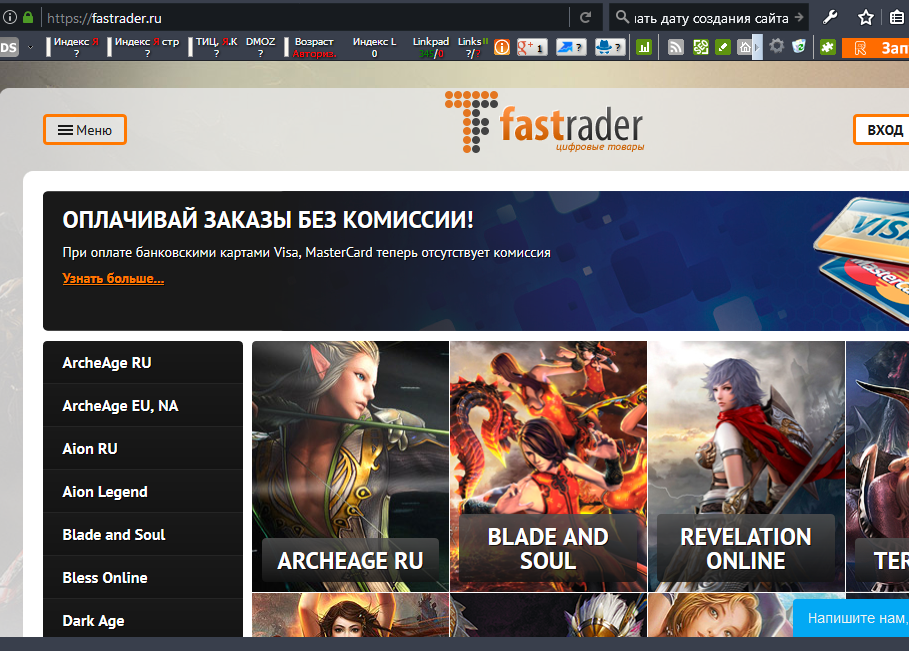 https://fastrader.ru
ать дату создания сайта
DS
Индекс Я
?
Индекс Я стр
?
ТИЦ, Я.К
?
DMOZ
?
Возраст
Авториз.
Индекс L
0
Linkpad
345/0
Links
?/?
1
?
?
Зап
Меню
fastrader
цифровые товары
ВХОД
ОПЛАЧИВАЙ ЗАКАЗЫ БЕЗ КОМИССИИ!
При оплате банковскими картами Visa, MasterCard теперь отсутствует комиссия
Узнать больше...
VISA
MasterCard
ArcheAge RU
ArcheAge EU, NA
Aion RU
Aion Legend
Blade and Soul
Bless Online
Dark Age
ARCHEAGE RU
BLADE AND
SOUL
REVELATION
ONLINE
TER
Напишите нам,